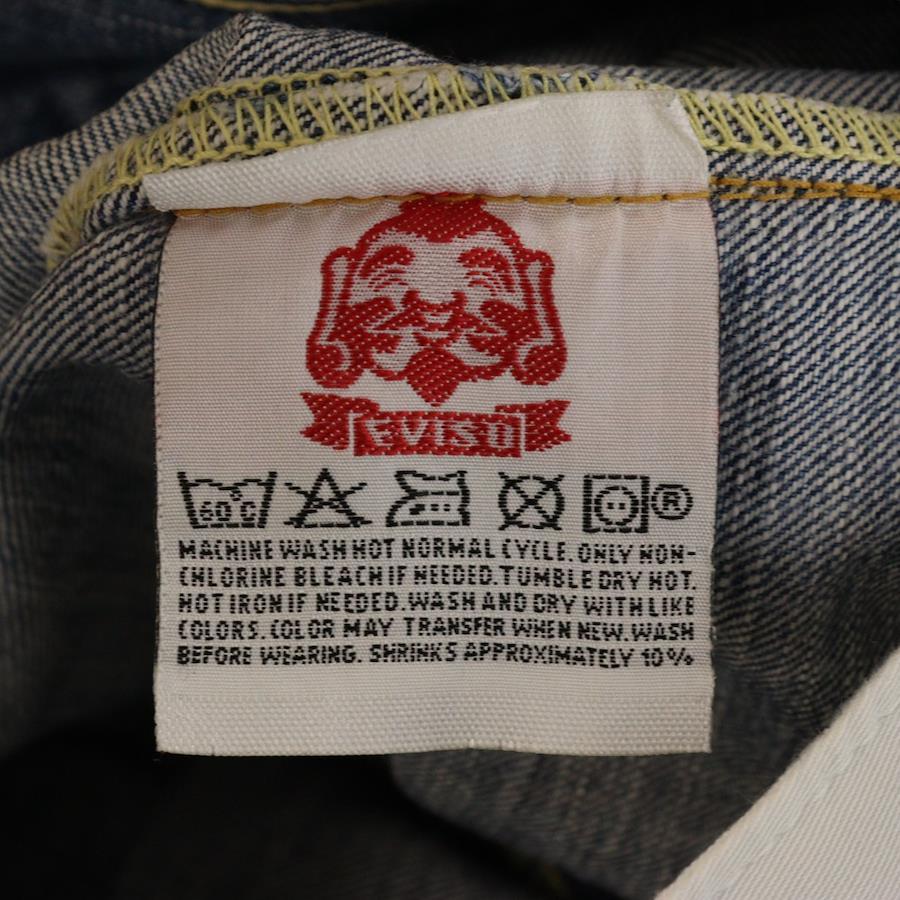 EVISU
60°C ®
MACHINE WASH HOT NORMAL CYCLE. ONLY NON-
CHLORINE BLEACH IF NEEDED. TUMBLE DRY HOT.
HOT IRON IF NEEDED. WASH AND DRY WITH LIKE
COLORS. COLOR MAY TRANSFER WHEN NEW. WASH
BEFORE WEARING. SHRINKS APPROXIMATELY 10%